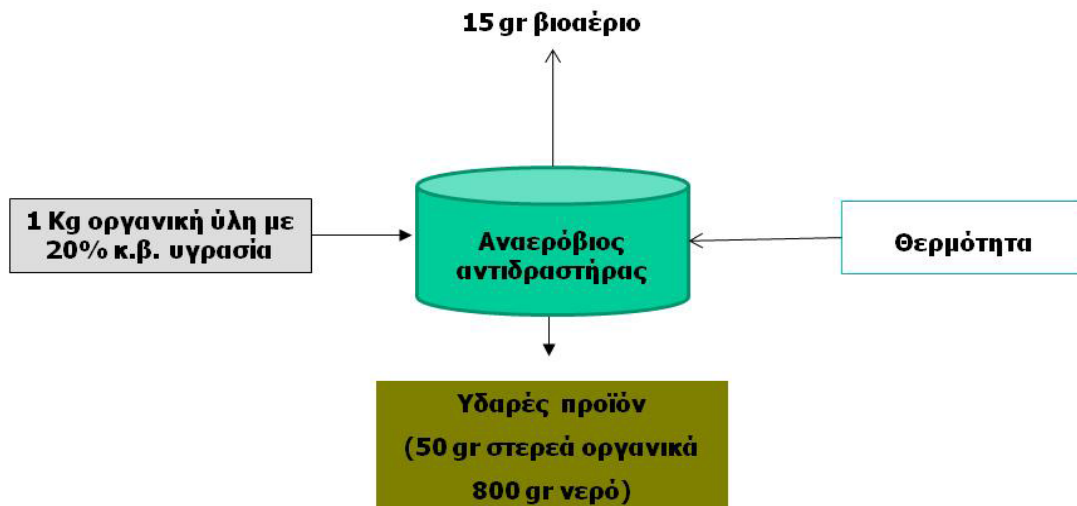 15 gr βιοαέριο
1 Kg οργανική ύλη με
20% κ.β. υγρασία
Αναερόβιος
αντιδραστήρας
Θερμότητα
Υδαρές προϊόν
(50 gr στερεά οργανικά
800 gr νερό)